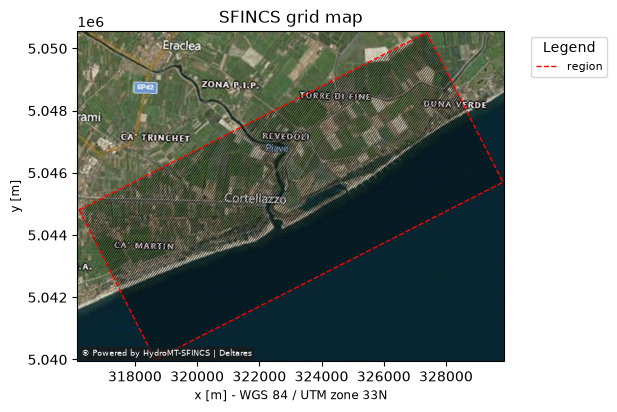 SFINCS grid map
1e6
5.050
5.048
5.046
5.044
5.042
5.040
y [m]
Eraclea
SP42
ZONA P.I.P.
TORRE DI FINE
DUNA VERDE
rami
CA' TRINCHET
REVEDOLI
Piave
Cortellazzo
CA' MARTIN
.A.
© Powered by HydroMT-SFINCS | Deltares
318000 320000 322000 324000 326000 328000
x [m] - WGS 84 / UTM zone 33N
Legend
region